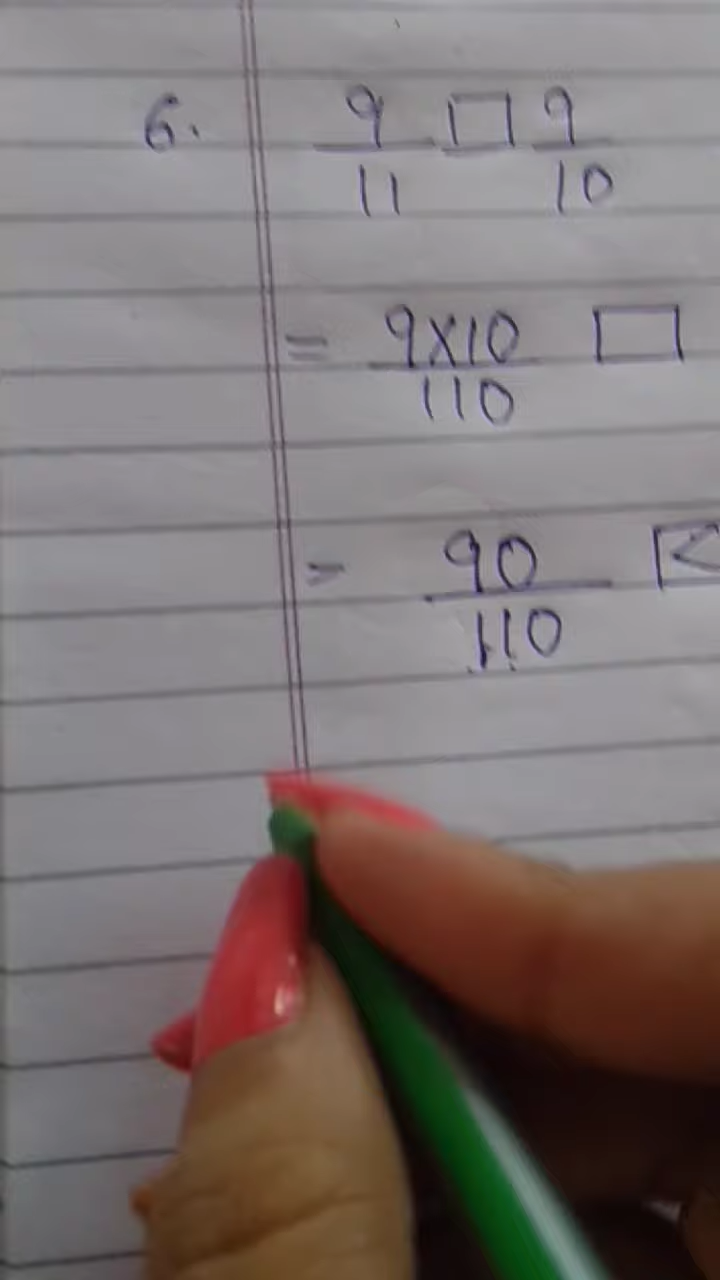 6. 9 □ 9
11 10
= 9×10 □
110
= 90 <
110